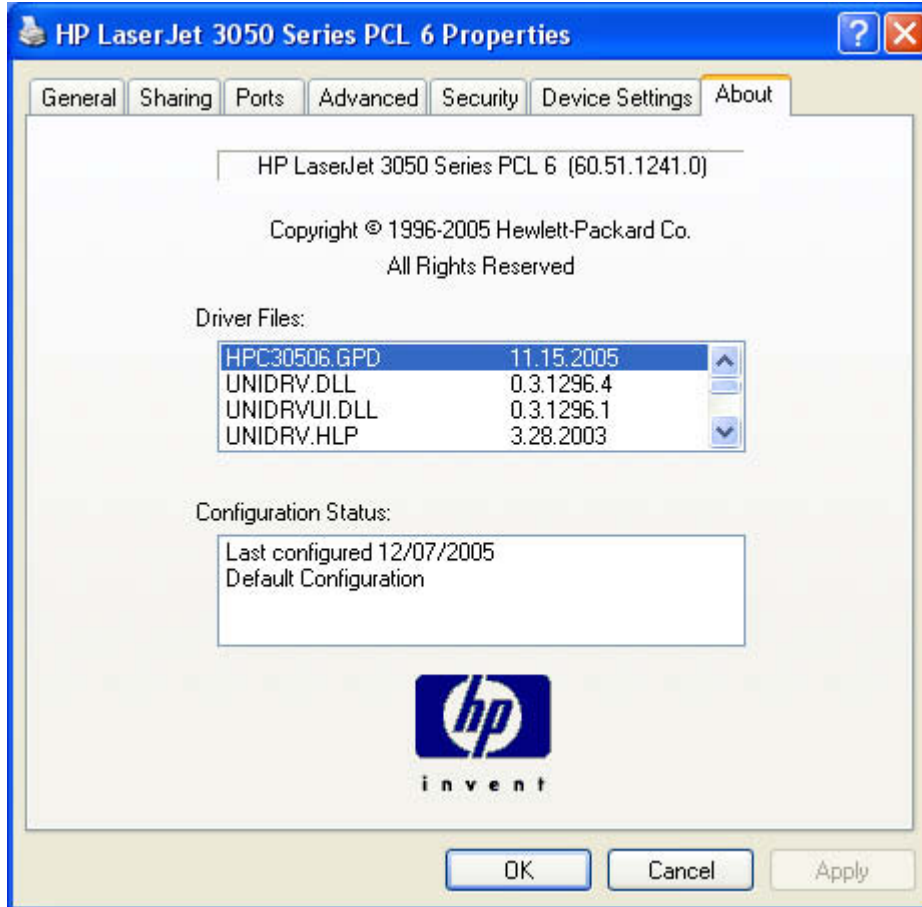 HP LaserJet 3050 Series PCL 6 Properties
General Sharing Ports Advanced Security Device Settings About
HP LaserJet 3050 Series PCL 6 (60.51.1241.0)
Copyright © 1996-2005 Hewlett-Packard Co.
All Rights Reserved
Driver Files:
HPC30506.GPD 11.15.2005
UNIDRV.DLL 0.3.1296.4
UNIDRVUI.DLL 0.3.1296.1
UNIDRV.HLP 3.28.2003
Configuration Status:
Last configured 12/07/2005
Default Configuration
hp
invent
OK Cancel Apply